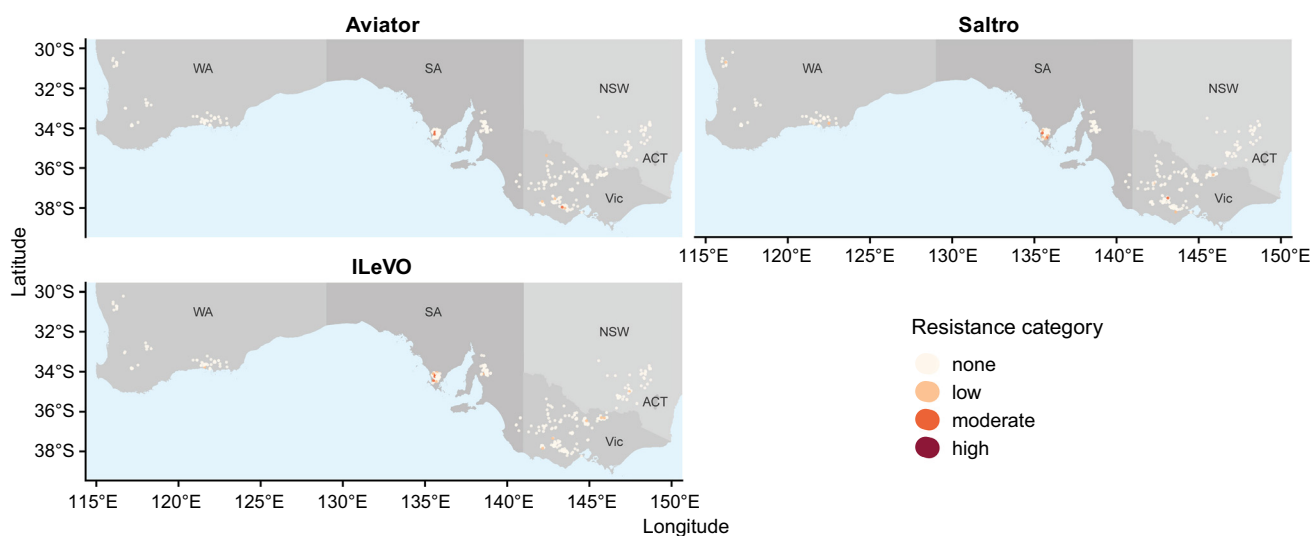 Aviator
Saltro
30°S
32°S
34°S
36°S
38°S
WA
SA
NSW
ACT
Vic
WA
SA
NSW
ACT
Vic
115°E 120°E 125°E 130°E 135°E 140°E 145°E 150°E
Latitude
ILeVO
30°S
32°S
34°S
36°S
38°S
WA
SA
NSW
ACT
Vic
115°E 120°E 125°E 130°E 135°E 140°E 145°E 150°E
Longitude
Resistance category
none
low
moderate
high